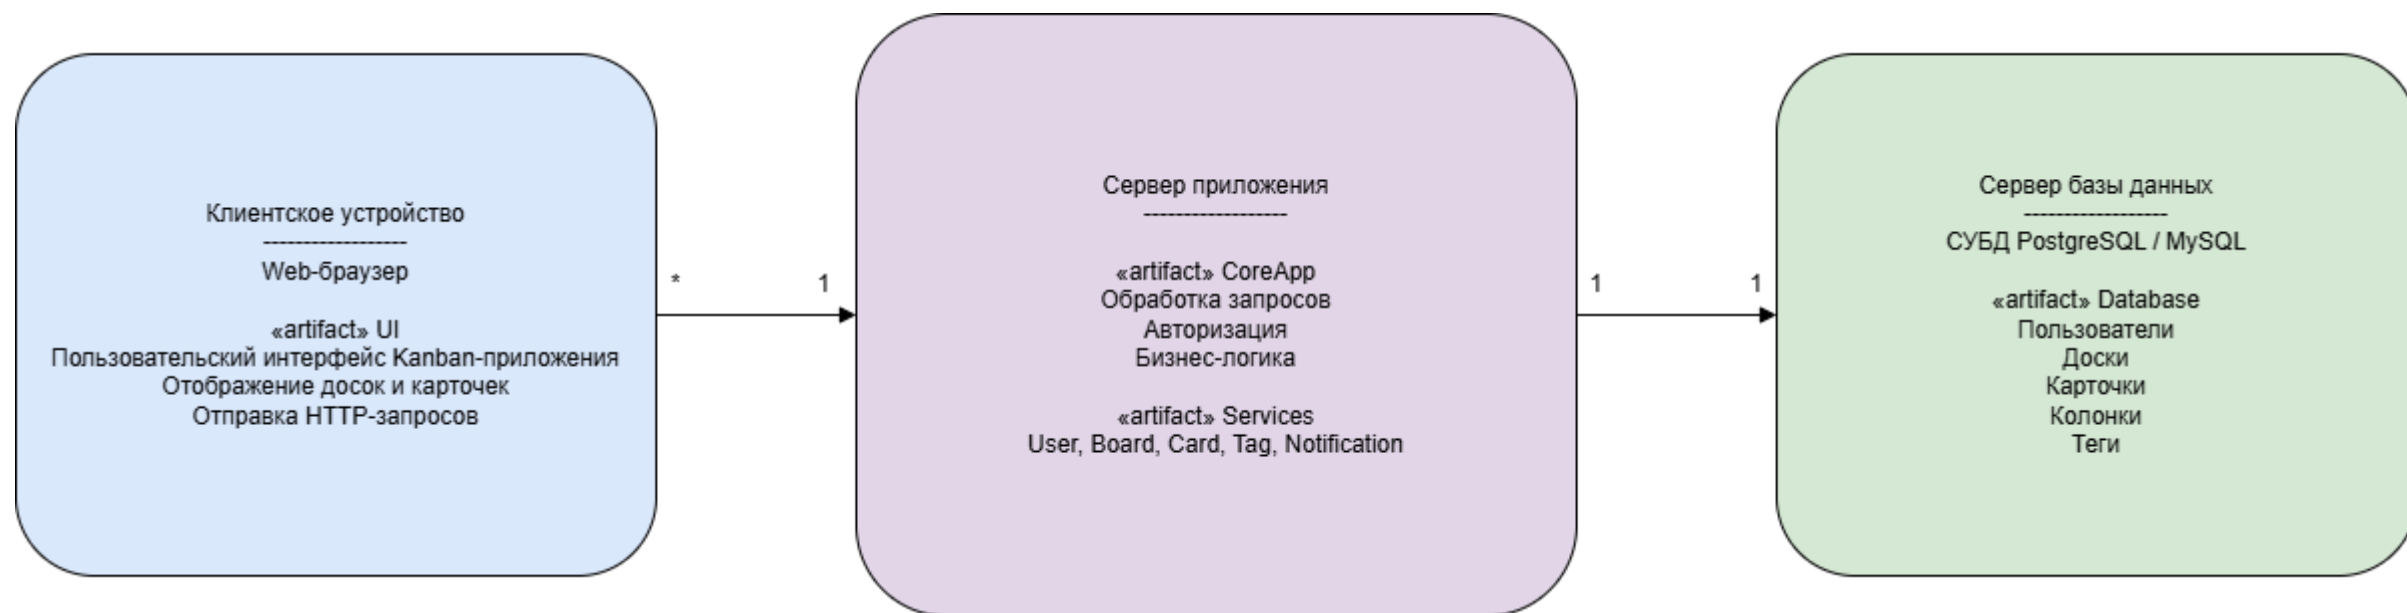 Клиентское устройство
------------------
Web-браузер
«artifact» UI
Пользовательский интерфейс Kanban-приложения
Отображение досок и карточек
Отправка HTTP-запросов
* 1
Сервер приложения
------------------
«artifact» CoreApp
Обработка запросов
Авторизация
Бизнес-логика
«artifact» Services
User, Board, Card, Tag, Notification
1 1
Сервер базы данных
------------------
СУБД PostgreSQL / MySQL
«artifact» Database
Пользователи
Доски
Карточки
Колонки
Теги